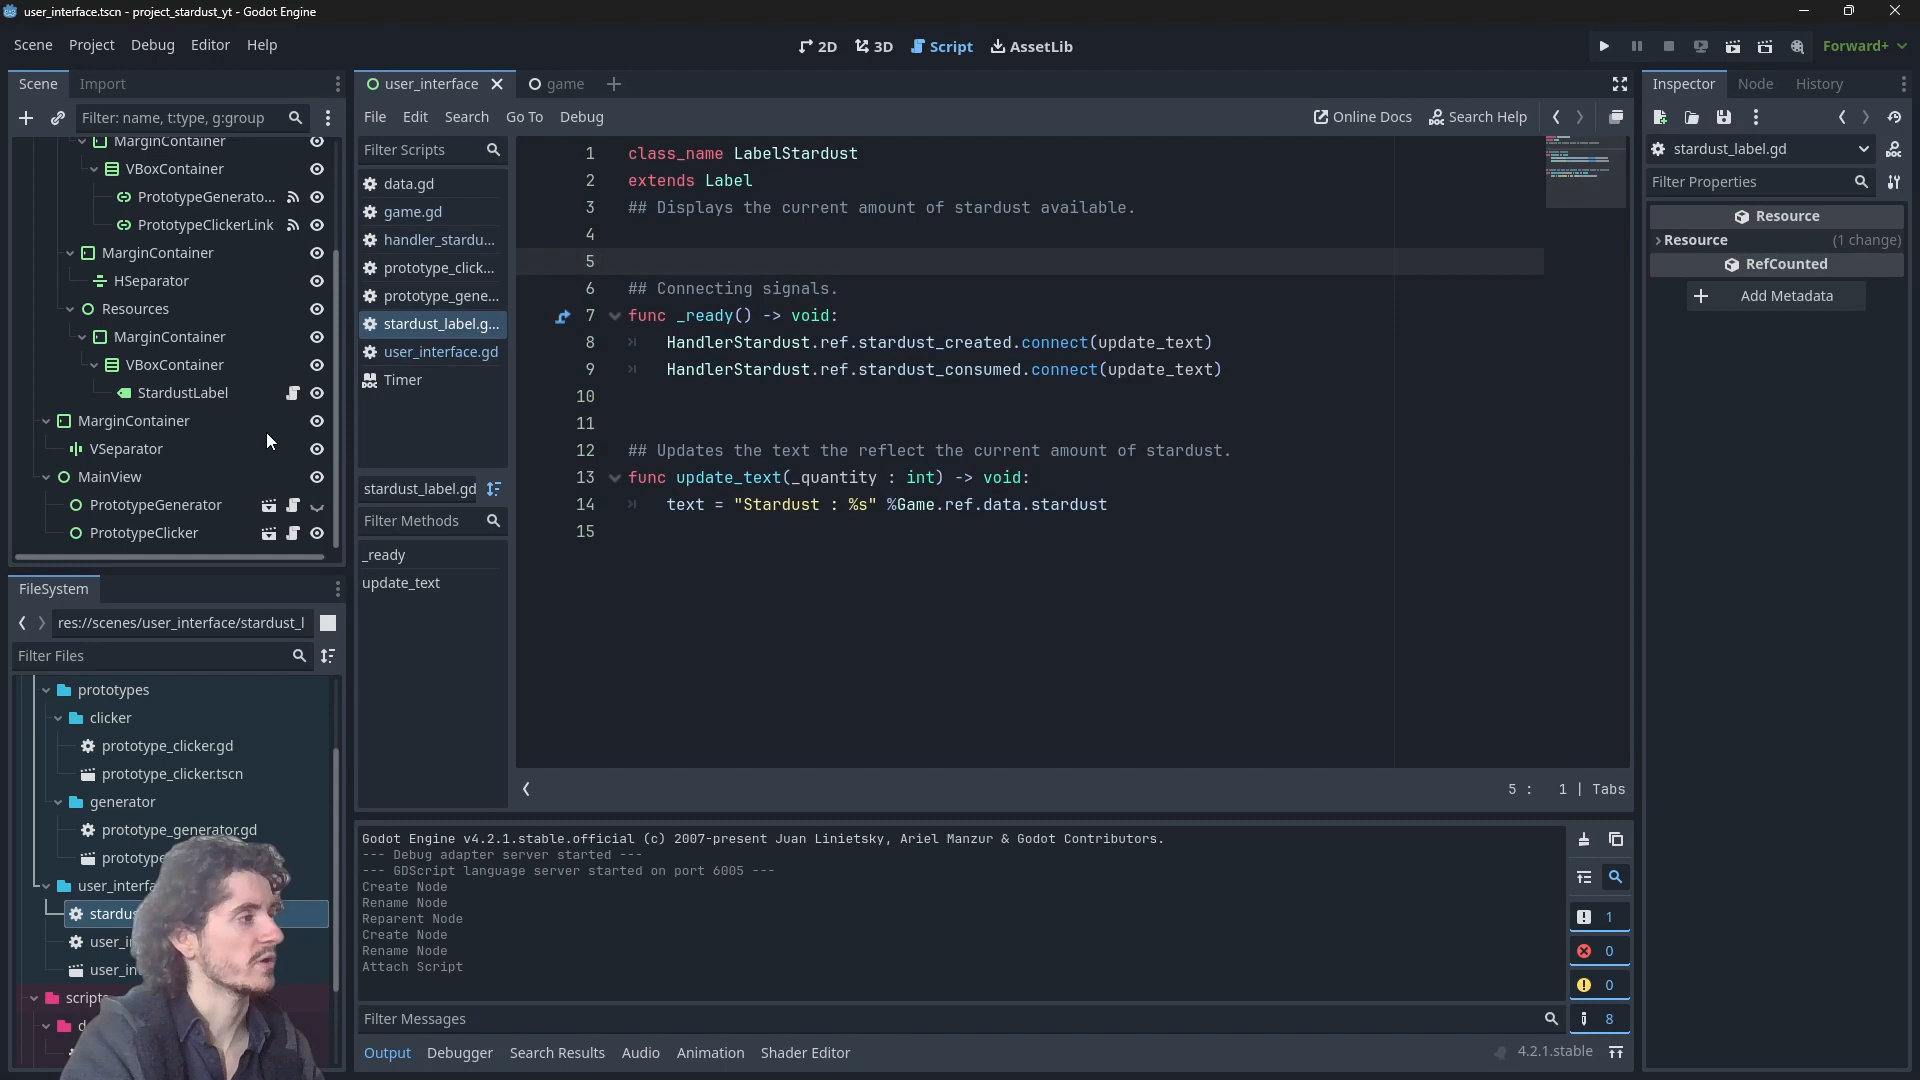 user_interface.tscn - project_stardust_yt - Godot Engine
Scene Project Debug Editor Help
2D 3D Script AssetLib
Forward+
Scene Import
Filter: name, t:type, g:group
MarginContainer
VBoxContainer
PrototypeGenerato...
PrototypeClickerLink
MarginContainer
HSeparator
Resources
MarginContainer
VBoxContainer
StardustLabel
MarginContainer
VSeparator
MainView
PrototypeGenerator
PrototypeClicker
FileSystem
res://scenes/user_interface/stardust_l
Filter Files
prototypes
clicker
prototype_clicker.gd
prototype_clicker.tscn
generator
prototype_generator.gd
prototype
user_interfa
stardus
user_in
user_in
scripts
d
user_interface game
File Edit Search Go To Debug
Online Docs Search Help
Filter Scripts
data.gd
game.gd
handler_stardu...
prototype_click...
prototype_gene...
stardust_label.g...
user_interface.gd
Timer
stardust_label.gd
Filter Methods
_ready
update_text
1 class_name LabelStardust
2 extends Label
3 ## Displays the current amount of stardust available.
4
5
6 ## Connecting signals.
7 func _ready() -> void:
8 HandlerStardust.ref.stardust_created.connect(update_text)
9 HandlerStardust.ref.stardust_consumed.connect(update_text)
10
11
12 ## Updates the text the reflect the current amount of stardust.
13 func update_text(_quantity : int) -> void:
14 text = "Stardust : %s" %Game.ref.data.stardust
15
5 : 1 | Tabs
Godot Engine v4.2.1.stable.official (c) 2007-present Juan Linietsky, Ariel Manzur & Godot Contributors.
--- Debug adapter server started ---
--- GDScript language server started on port 6005 ---
Create Node
Rename Node
Reparent Node
Create Node
Rename Node
Attach Script
1
0
0
8
Filter Messages
Output Debugger Search Results Audio Animation Shader Editor
4.2.1.stable
Inspector Node History
stardust_label.gd
Filter Properties
Resource
Resource (1 change)
RefCounted
Add Metadata